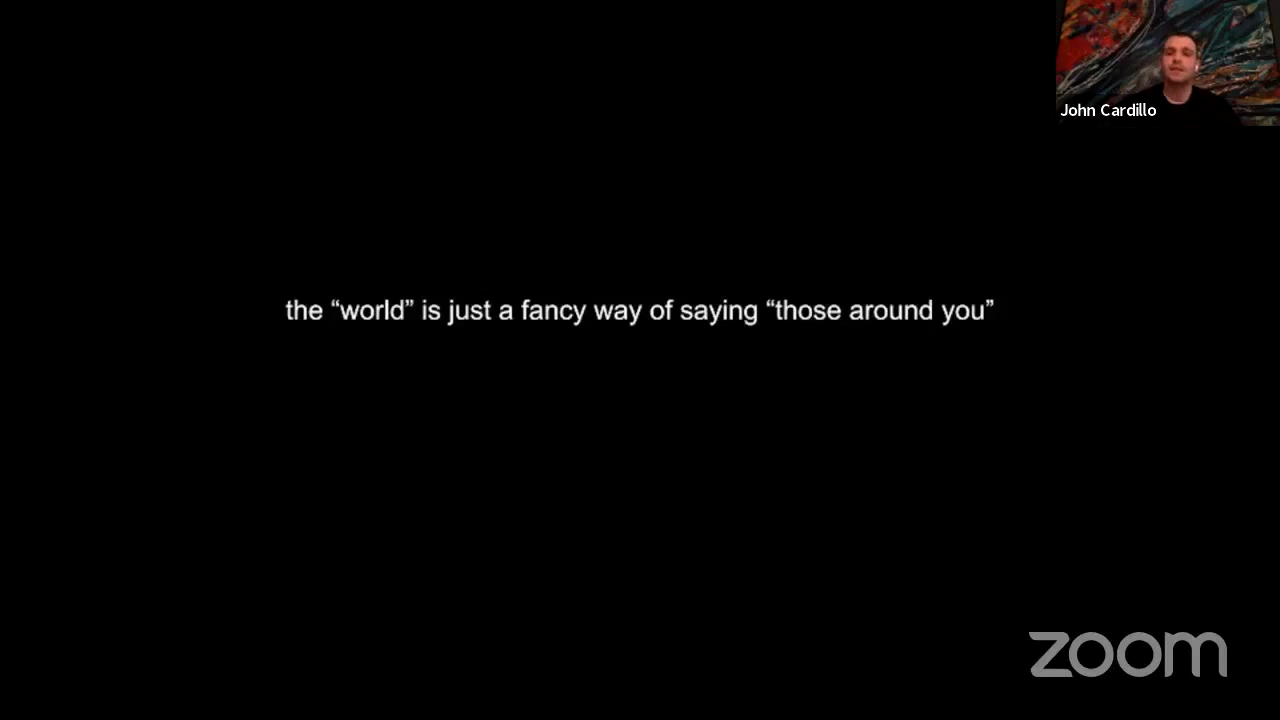 John Cardillo
the “world” is just a fancy way of saying “those around you”
zoom